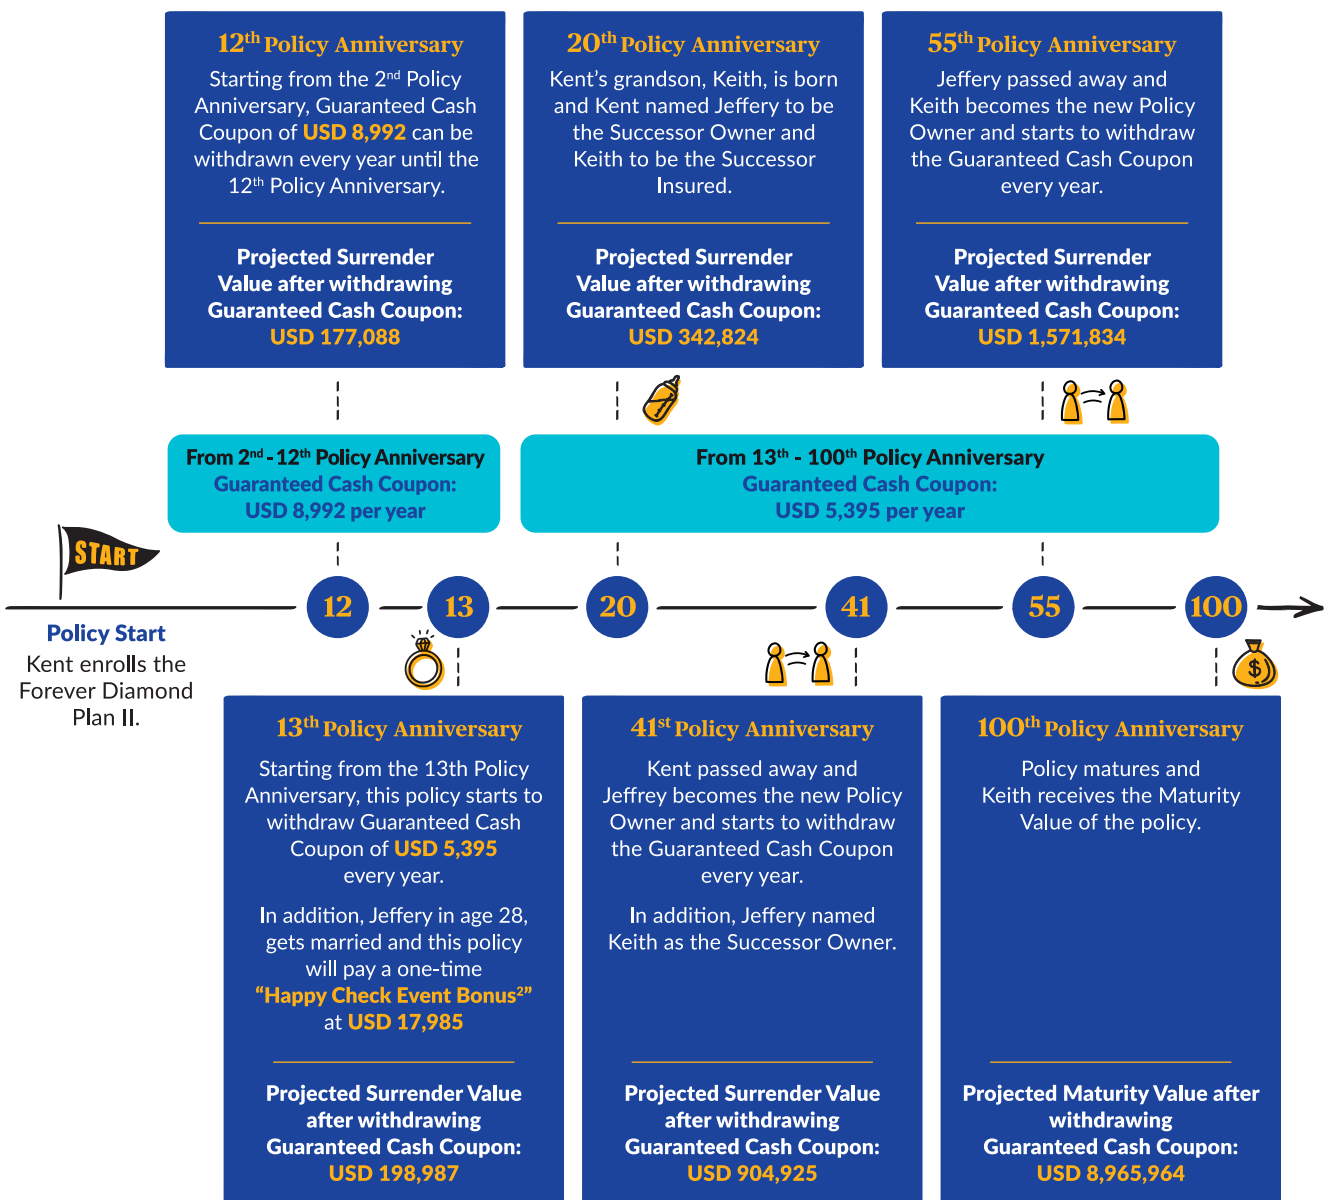 12th Policy Anniversary
Starting from the 2nd Policy
Anniversary, Guaranteed Cash
Coupon of USD 8,992 can be
withdrawn every year until the
12th Policy Anniversary.
Projected Surrender
Value after withdrawing
Guaranteed Cash Coupon:
USD 177,088
20th Policy Anniversary
Kent's grandson, Keith, is born
and Kent named Jeffery to be
the Successor Owner and
Keith to be the Successor
Insured.
Projected Surrender
Value after withdrawing
Guaranteed Cash Coupon:
USD 342,824
55th Policy Anniversary
Jeffery passed away and
Keith becomes the new Policy
Owner and starts to withdraw
the Guaranteed Cash Coupon
every year.
Projected Surrender
Value after withdrawing
Guaranteed Cash Coupon:
USD 1,571,834
From 2nd - 12th Policy Anniversary
Guaranteed Cash Coupon:
USD 8,992 per year
From 13th - 100th Policy Anniversary
Guaranteed Cash Coupon:
USD 5,395 per year
START
12
13
20
41
55
100
$
Policy Start
Kent enrolls the
Forever Diamond
Plan II.
13th Policy Anniversary
Starting from the 13th Policy
Anniversary, this policy starts to
withdraw Guaranteed Cash
Coupon of USD 5,395
every year.
In addition, Jeffery in age 28,
gets married and this policy
will pay a one-time
“Happy Check Event Bonus²”
at USD 17,985
Projected Surrender Value
after withdrawing
Guaranteed Cash Coupon:
USD 198,987
41st Policy Anniversary
Kent passed away and
Jeffrey becomes the new Policy
Owner and starts to withdraw
the Guaranteed Cash Coupon
every year.
In addition, Jeffery named
Keith as the Successor Owner.
Projected Surrender Value
after withdrawing
Guaranteed Cash Coupon:
USD 904,925
100th Policy Anniversary
Policy matures and
Keith receives the Maturity
Value of the policy.
Projected Maturity Value after
withdrawing
Guaranteed Cash Coupon:
USD 8,965,964